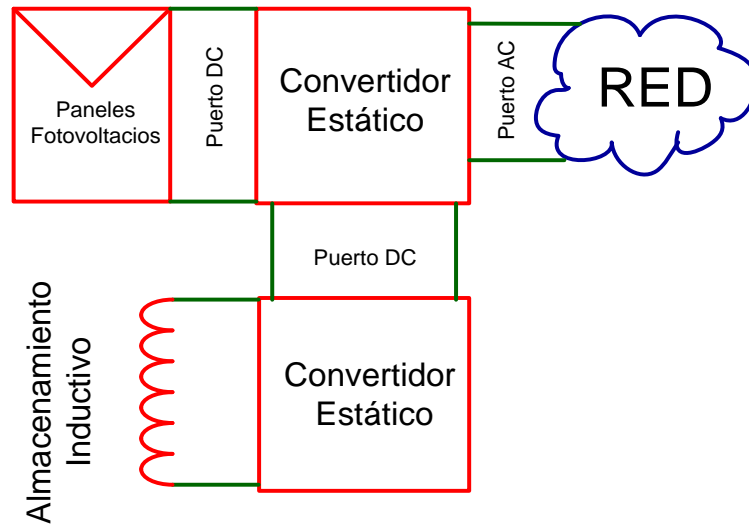 Paneles
Fotovoltacios
Puerto DC
Convertidor
Estático
Puerto AC
RED
Puerto DC
Almacenamiento
Inductivo
Convertidor
Estático